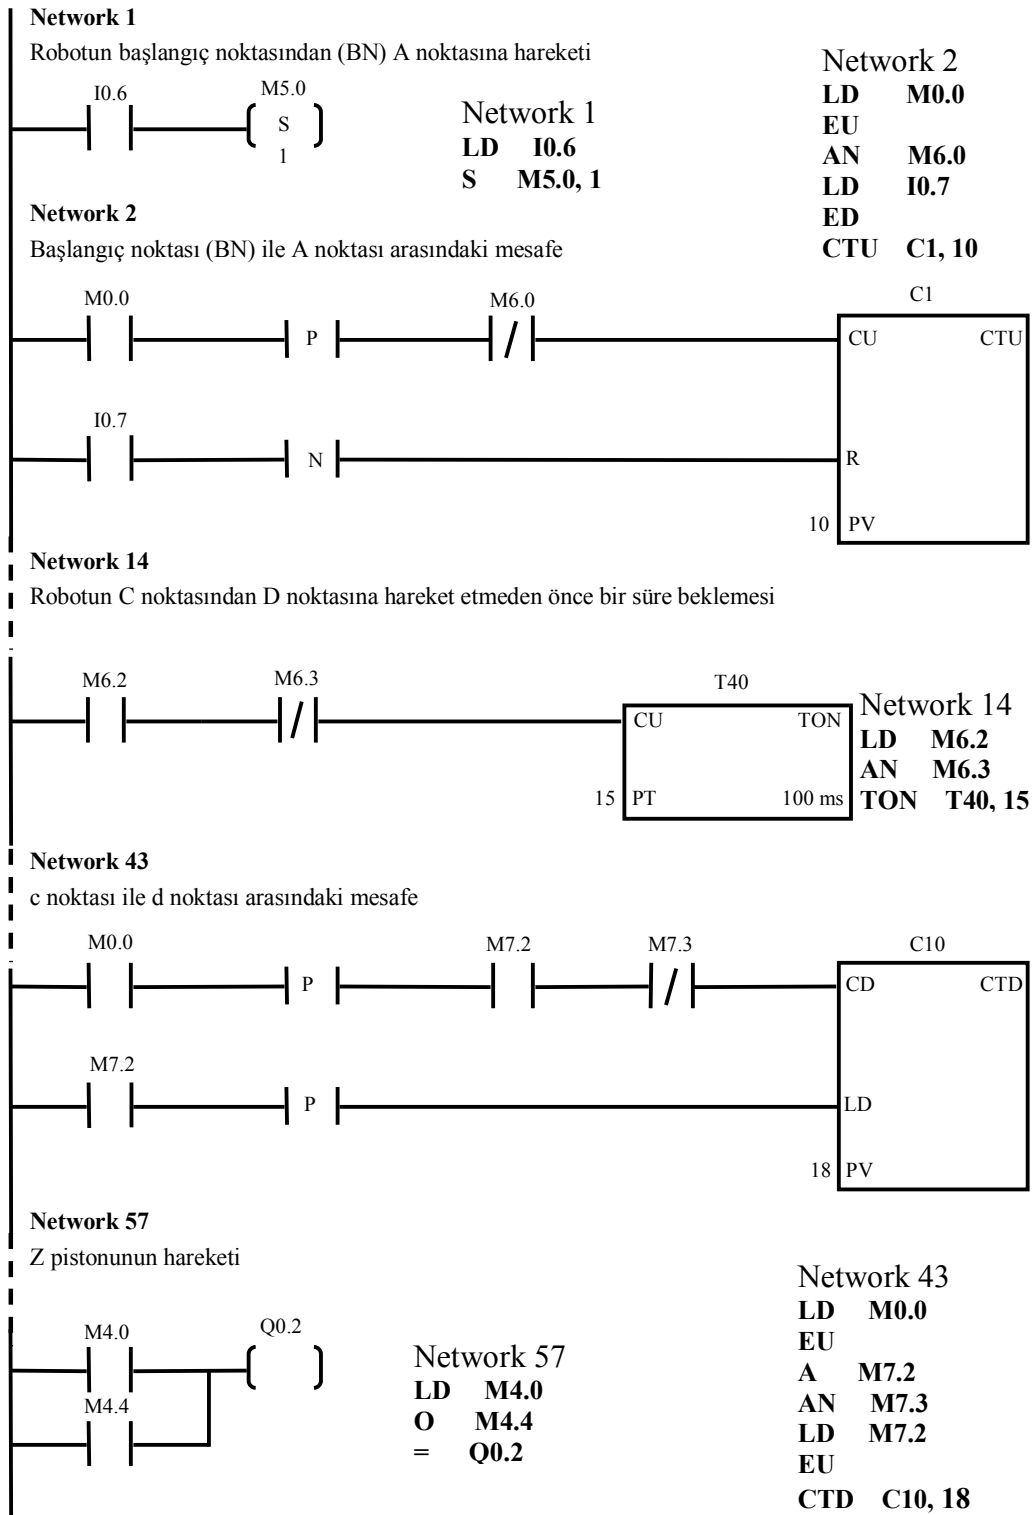 Network 1
Robotun başlangıç noktasından (BN) A noktasına hareketi
I0.6
M5.0
S
1
Network 1
LD I0.6
S M5.0, 1
Network 2
LD M0.0
EU
AN M6.0
LD I0.7
ED
CTU C1, 10
Network 2
Başlangıç noktası (BN) ile A noktası arasındaki mesafe
M0.0
P
M6.0
C1
CU CTU
I0.7
N
R
10 PV
Network 14
Robotun C noktasından D noktasına hareket etmeden önce bir süre beklemesi
M6.2
M6.3
T40
CU TON
15 PT 100 ms
Network 14
LD M6.2
AN M6.3
TON T40, 15
Network 43
c noktası ile d noktası arasındaki mesafe
M0.0
P
M7.2
M7.3
C10
CD CTD
M7.2
P
LD
18 PV
Network 57
Z pistonunun hareketi
M4.0
Q0.2
M4.4
Network 57
LD M4.0
O M4.4
= Q0.2
Network 43
LD M0.0
EU
A M7.2
AN M7.3
LD M7.2
EU
CTD C10, 18